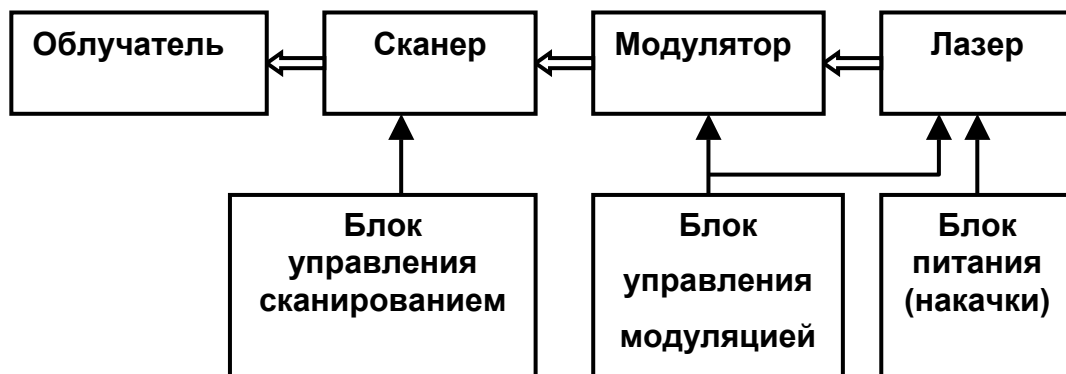 Облучатель
Сканер
Модулятор
Лазер
Блок
управления
сканированием
Блок
управления
модуляцией
Блок
питания
(накачки)